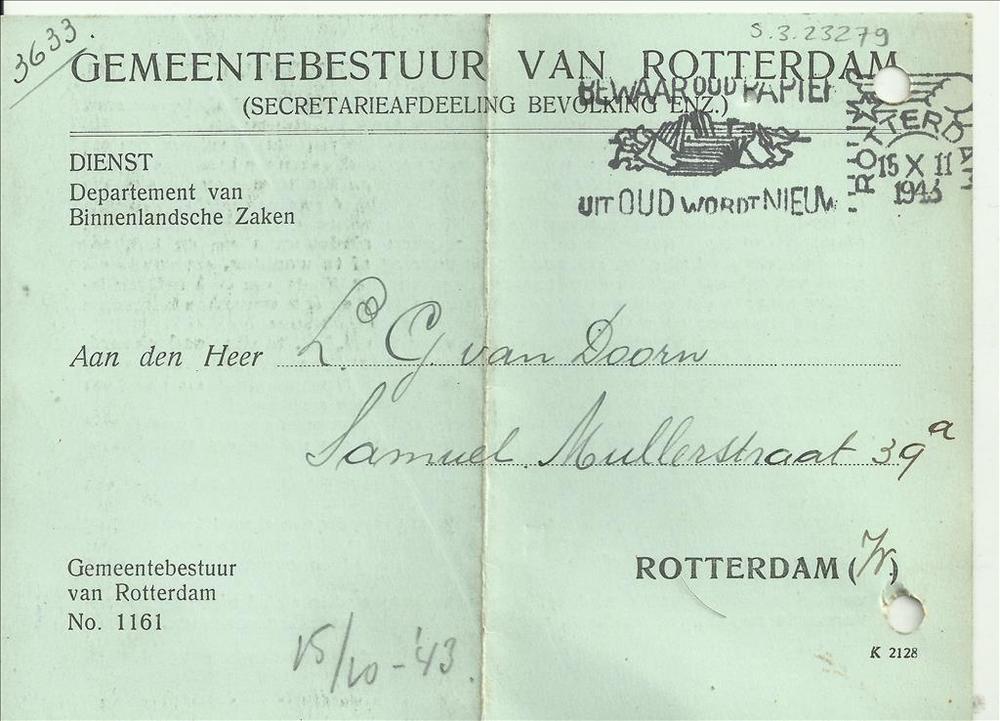 3633.
S.3.23279
GEMEENTEBESTUUR VAN ROTTERDAM
(SECRETARIEAFDEELING BEVOLKING ENZ.)
BEWAAR OUD PAPIER
UIT OUD WORDT NIEUW
ROTTERDAM
15 X 11
1943
DIENST
Departement van
Binnenlandsche Zaken
Aan den Heer L. G. van Doorn
Samuel Mullerstraat 39a
ROTTERDAM (W)
Gemeentebestuur
van Rotterdam
No. 1161
15/10-'43.
K 2128